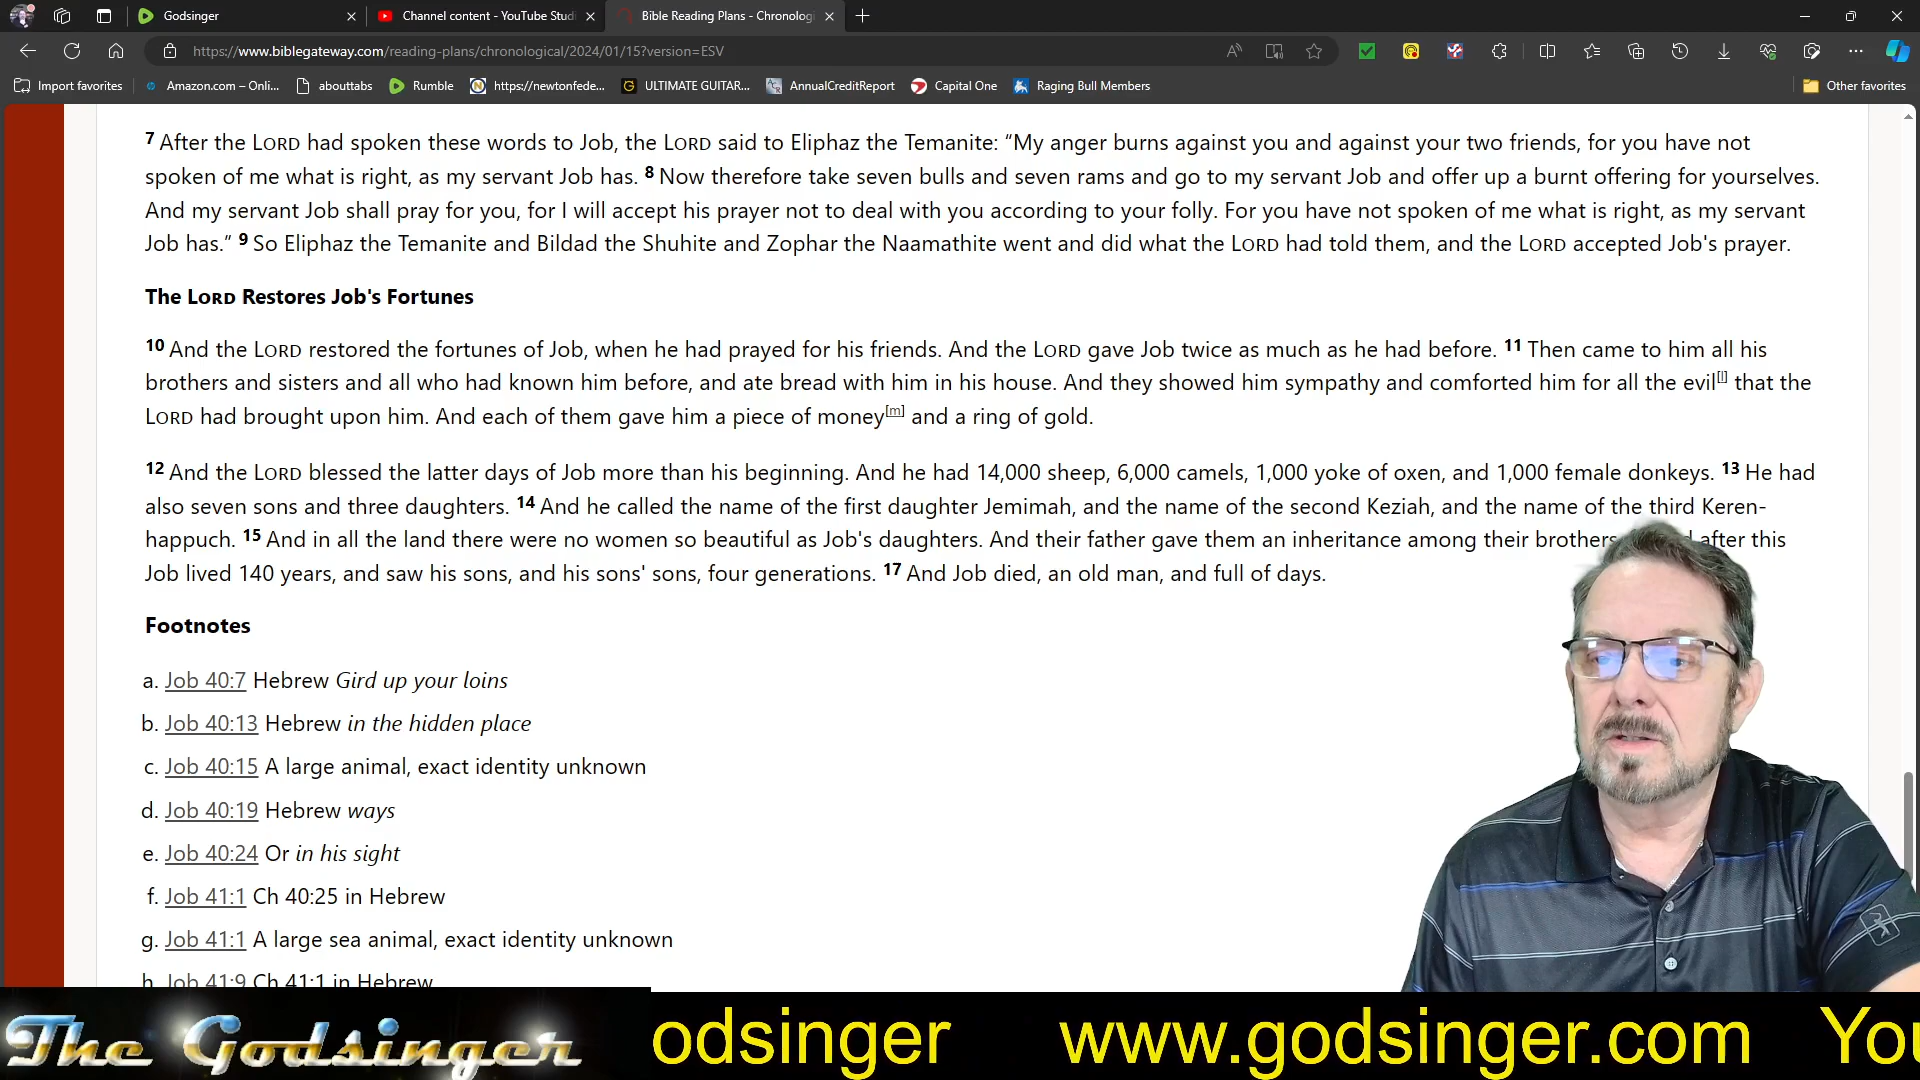 Godsinger
Channel content - YouTube Studi
Bible Reading Plans - Chronolog
https://www.biblegateway.com/reading-plans/chronological/2024/01/15?version=ESV
Import favorites
Amazon.com – Onli...
abouttabs
Rumble
https://newtonfede...
ULTIMATE GUITAR...
AnnualCreditReport
Capital One
Raging Bull Members
Other favorites
7 After the LORD had spoken these words to Job, the LORD said to Eliphaz the Temanite: “My anger burns against you and against your two friends, for you have not
spoken of me what is right, as my servant Job has. 8 Now therefore take seven bulls and seven rams and go to my servant Job and offer up a burnt offering for yourselves.
And my servant Job shall pray for you, for I will accept his prayer not to deal with you according to your folly. For you have not spoken of me what is right, as my servant
Job has.” 9 So Eliphaz the Temanite and Bildad the Shuhite and Zophar the Naamathite went and did what the LORD had told them, and the LORD accepted Job's prayer.
The LORD Restores Job's Fortunes
10 And the LORD restored the fortunes of Job, when he had prayed for his friends. And the LORD gave Job twice as much as he had before. 11 Then came to him all his
brothers and sisters and all who had known him before, and ate bread with him in his house. And they showed him sympathy and comforted him for all the evil[l] that the
LORD had brought upon him. And each of them gave him a piece of money[m] and a ring of gold.
12 And the LORD blessed the latter days of Job more than his beginning. And he had 14,000 sheep, 6,000 camels, 1,000 yoke of oxen, and 1,000 female donkeys. 13 He had
also seven sons and three daughters. 14 And he called the name of the first daughter Jemimah, and the name of the second Keziah, and the name of the third Keren-
happuch. 15 And in all the land there were no women so beautiful as Job's daughters. And their father gave them an inheritance among their brothers after this
Job lived 140 years, and saw his sons, and his sons' sons, four generations. 17 And Job died, an old man, and full of days.
Footnotes
a. Job 40:7 Hebrew Gird up your loins
b. Job 40:13 Hebrew in the hidden place
c. Job 40:15 A large animal, exact identity unknown
d. Job 40:19 Hebrew ways
e. Job 40:24 Or in his sight
f. Job 41:1 Ch 40:25 in Hebrew
g. Job 41:1 A large sea animal, exact identity unknown
h. Job 41:9 Ch 41:1 in Hebrew
The Godsinger
odsinger www.godsinger.com You